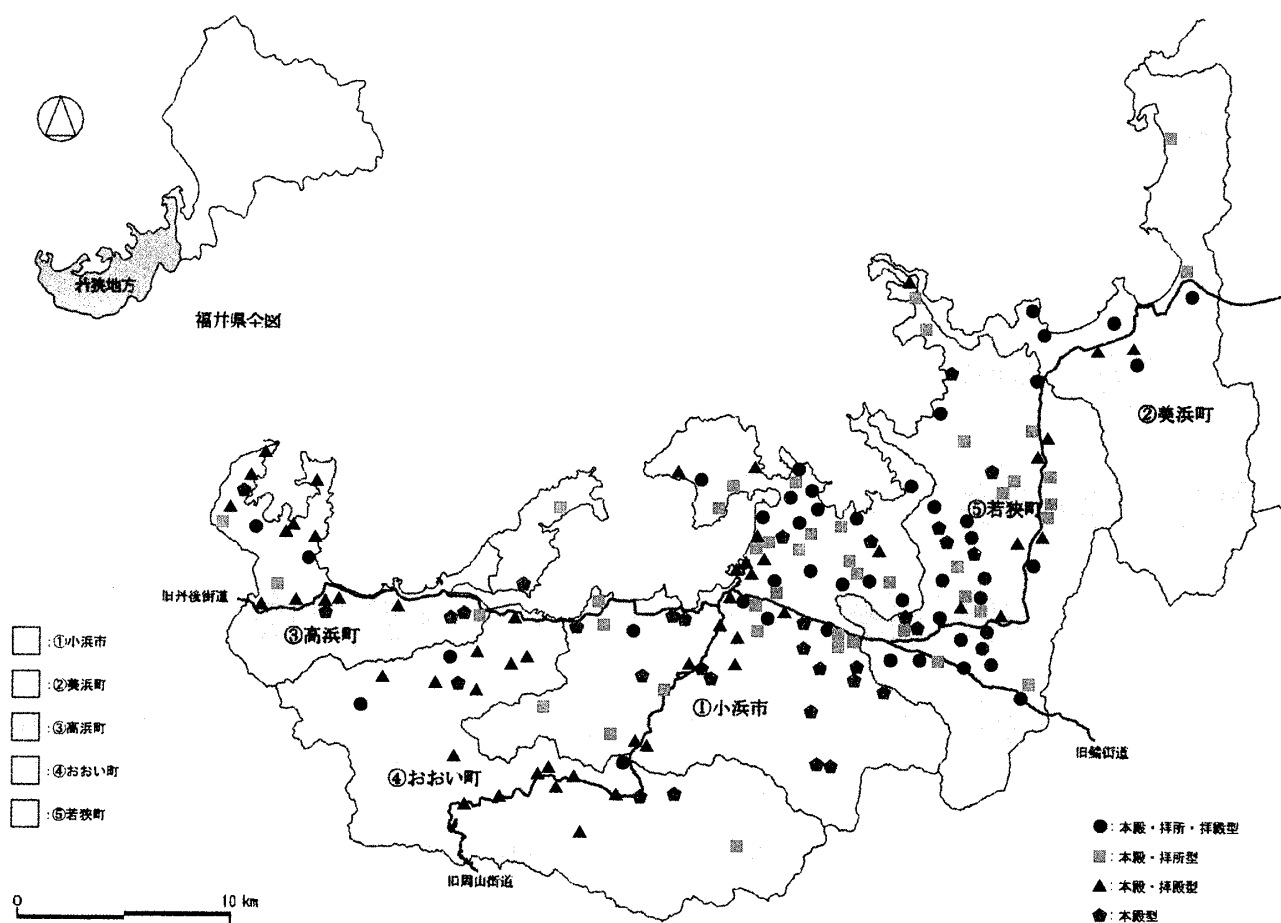 若狭地方
福井県全図
②美浜町
⑤若狭町
旧丹後街道
③高浜町
①小浜市
④おおい町
旧鯖街道
旧周山街道
:①小浜市
:②美浜町
:③高浜町
:④おおい町
:⑤若狭町
0 10 km
:本殿・拝所・拝殿型
:本殿・拝所型
:本殿・拝殿型
:本殿型